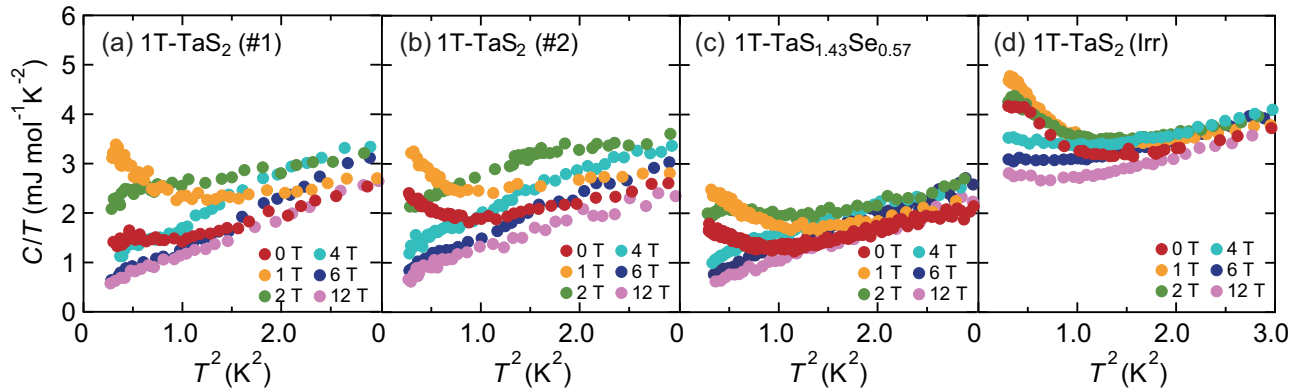 (a) 1T-TaS₂ (#1)
(b) 1T-TaS₂ (#2)
(c) 1T-TaS₁.₄₃Se₀.₅₇
(d) 1T-TaS₂ (Irr)
C/T (mJ mol⁻¹K⁻²)
6
5
4
3
2
1
0
0 T 4 T
1 T 6 T
2 T 12 T
0 T 4 T
1 T 6 T
2 T 12 T
0 T 4 T
1 T 6 T
2 T 12 T
0 T 4 T
1 T 6 T
2 T 12 T
0 1.0 2.0 0 1.0 2.0 0 1.0 2.0 0 1.0 2.0 3.0
T² (K²)
T² (K²)
T² (K²)
T² (K²)